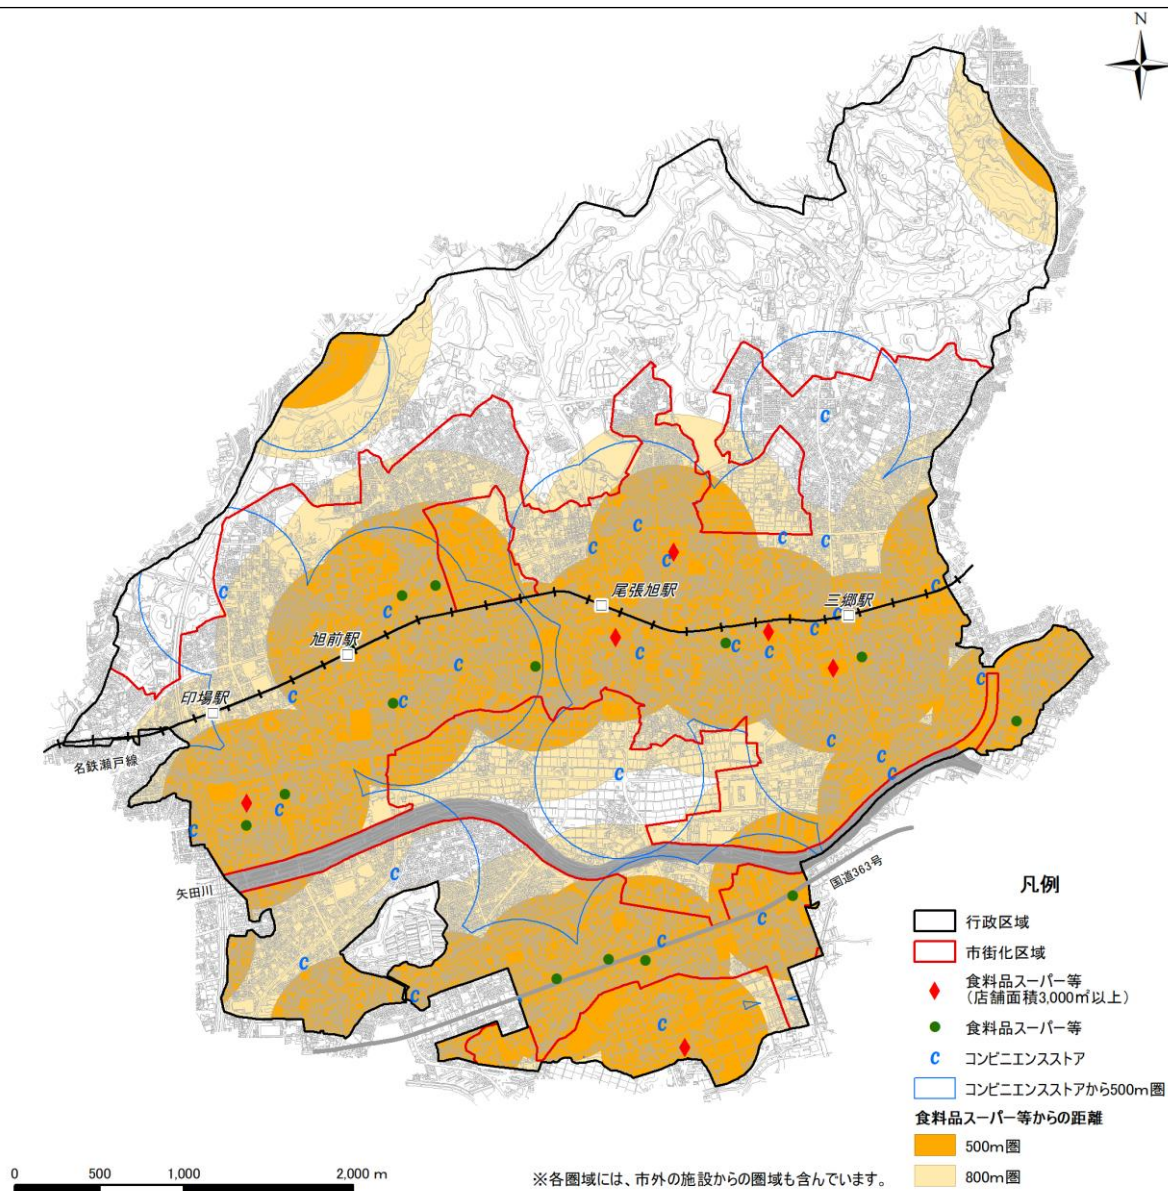 N
尾張旭駅
三郷駅
旭前駅
印場駅
名鉄瀬戸線
矢田川
国道363号
凡例
行政区域
市街化区域
食料品スーパー等
(店舗面積3,000㎡以上)
食料品スーパー等
c コンビニエンスストア
コンビニエンスストアから500m圏
食料品スーパー等からの距離
500m圏
800m圏
0 500 1,000 2,000 m
※各圏域には、市外の施設からの圏域も含んでいます。